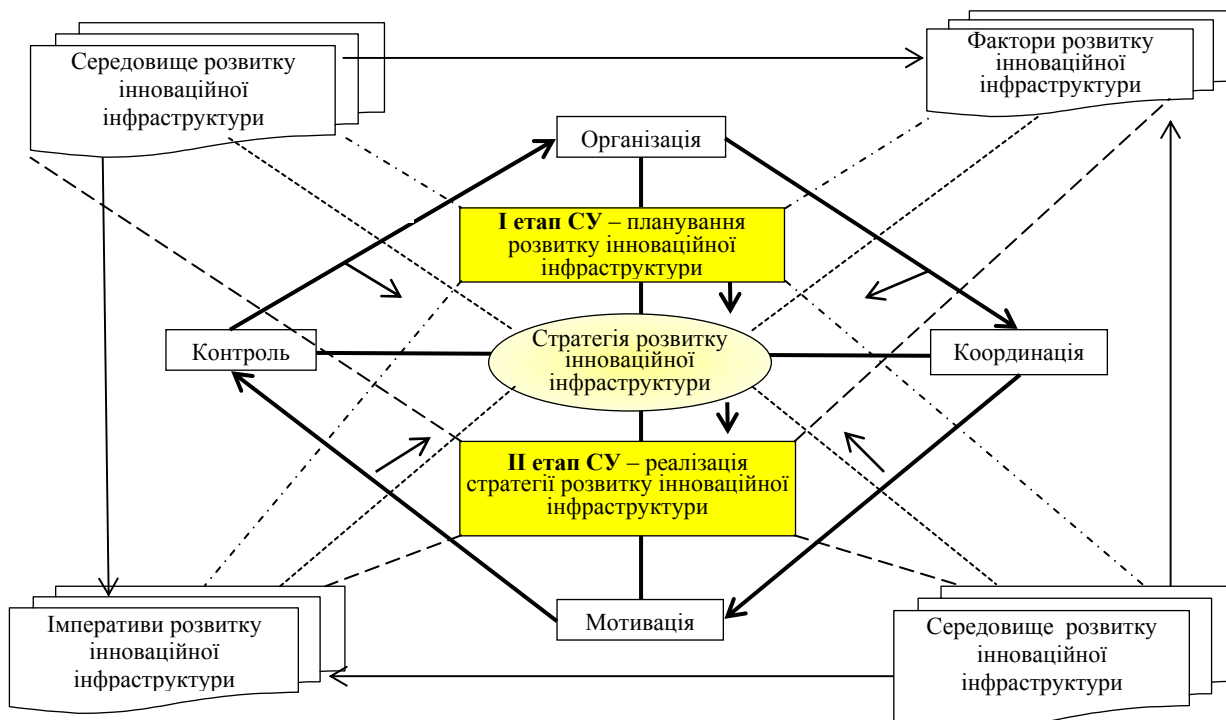 Середовище розвитку
інноваційної
інфраструктури
Фактори розвитку
інноваційної
інфраструктури
Організація
І етап СУ – планування
розвитку інноваційної
інфраструктури
Контроль
Стратегія розвитку
інноваційної
інфраструктури
Координація
ІІ етап СУ – реалізація
стратегії розвитку інноваційної
інфраструктури
Мотивація
Імперативи розвитку
інноваційної
інфраструктури
Середовище розвитку
інноваційної
інфраструктури